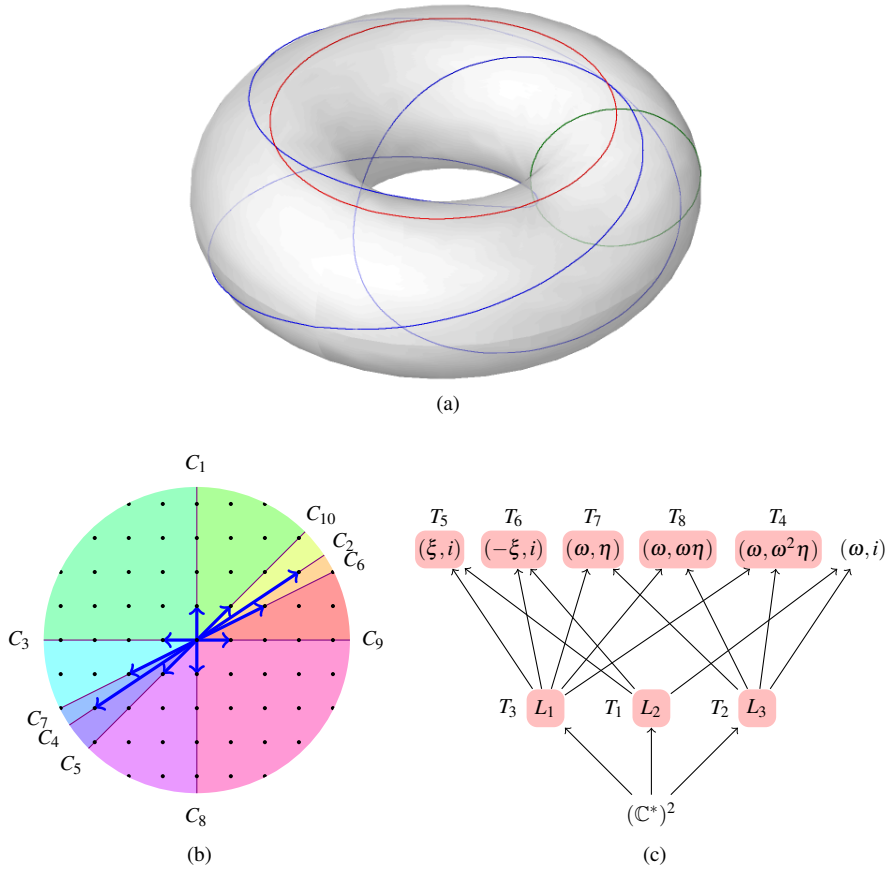 (a)
C₁
C₁₀
C₂
C₆
C₃
C₉
C₇
C₄
C₅
C₈
(b)
T₅ T₆ T₇ T₈ T₄
(ξ, i) (−ξ, i) (ω, η) (ω, ωη) (ω, ω²η) (ω, i)
T₃ L₁ T₁ L₂ T₂ L₃
(ℂ*)²
(c)